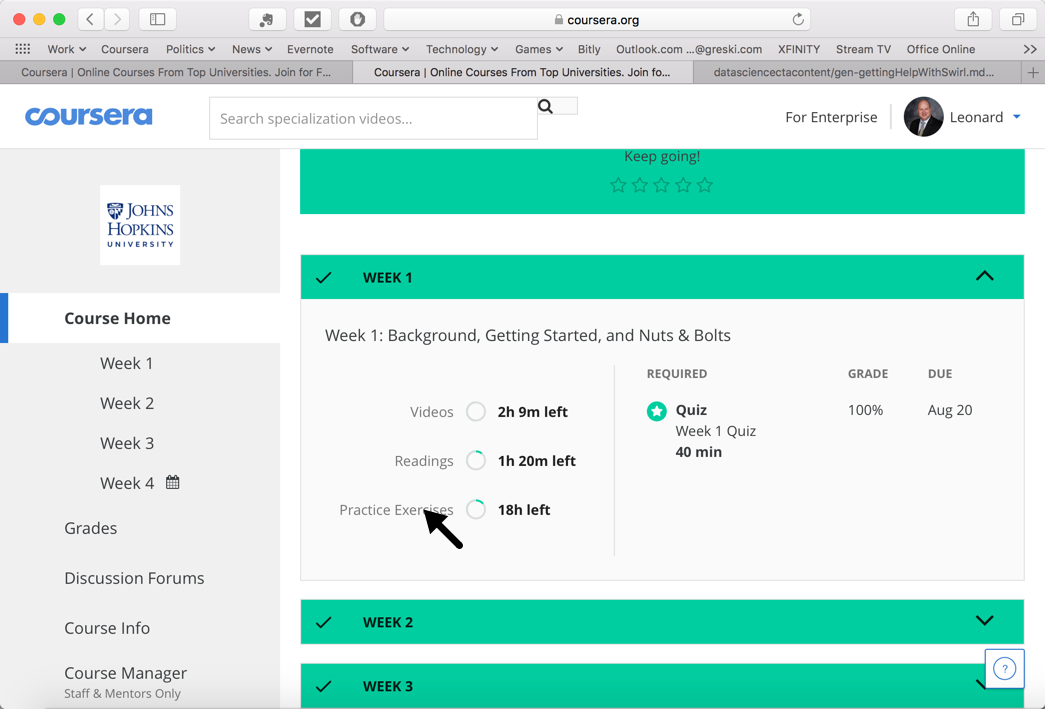 coursera.org
Work
Coursera
Politics
News
Evernote
Software
Technology
Games
Bitly
Outlook.com ...@greski.com
XFINITY
Stream TV
Office Online
Coursera | Online Courses From Top Universities. Join for F...
Coursera | Online Courses From Top Universities. Join fo...
datasciencectacontent/gen-gettingHelpWithSwirl.md...
coursera
Search specialization videos...
For Enterprise
Leonard
JOHNS
HOPKINS
UNIVERSITY
Course Home
Week 1
Week 2
Week 3
Week 4
Grades
Discussion Forums
Course Info
Course Manager
Staff & Mentors Only
Keep going!
WEEK 1
Week 1: Background, Getting Started, and Nuts & Bolts
Videos 2h 9m left
Readings 1h 20m left
Practice Exercises 18h left
REQUIRED GRADE DUE
Quiz 100% Aug 20
Week 1 Quiz
40 min
WEEK 2
WEEK 3
?